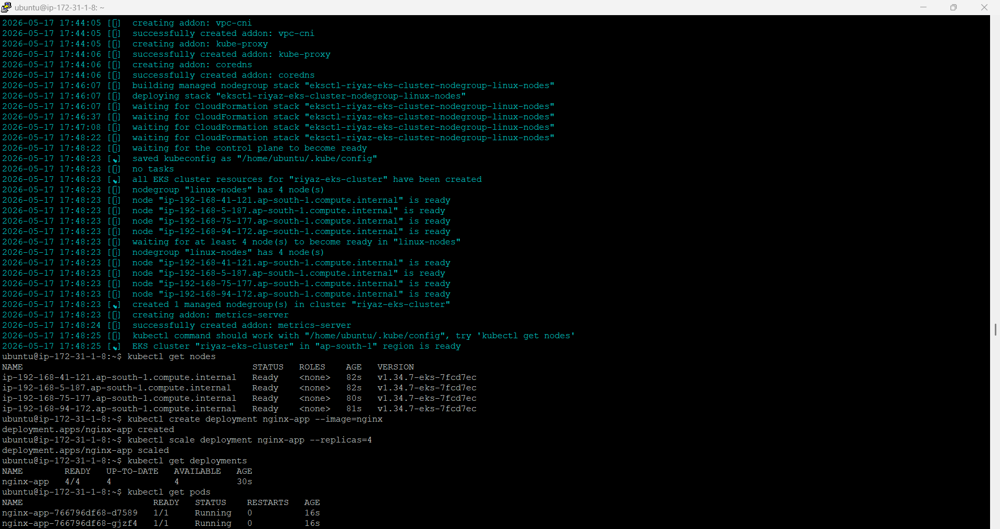 ubuntu@ip-172-31-1-8: ~
2026-05-17 17:44:05 [i]  creating addon: vpc-cni
2026-05-17 17:44:05 [i]  successfully created addon: vpc-cni
2026-05-17 17:44:05 [i]  creating addon: kube-proxy
2026-05-17 17:44:06 [i]  successfully created addon: kube-proxy
2026-05-17 17:44:06 [i]  creating addon: coredns
2026-05-17 17:44:06 [i]  successfully created addon: coredns
2026-05-17 17:46:07 [i]  building managed nodegroup stack "eksctl-riyaz-eks-cluster-nodegroup-linux-nodes"
2026-05-17 17:46:07 [i]  deploying stack "eksctl-riyaz-eks-cluster-nodegroup-linux-nodes"
2026-05-17 17:46:07 [i]  waiting for CloudFormation stack "eksctl-riyaz-eks-cluster-nodegroup-linux-nodes"
2026-05-17 17:46:37 [i]  waiting for CloudFormation stack "eksctl-riyaz-eks-cluster-nodegroup-linux-nodes"
2026-05-17 17:47:08 [i]  waiting for CloudFormation stack "eksctl-riyaz-eks-cluster-nodegroup-linux-nodes"
2026-05-17 17:48:22 [i]  waiting for CloudFormation stack "eksctl-riyaz-eks-cluster-nodegroup-linux-nodes"
2026-05-17 17:48:22 [i]  waiting for the control plane to become ready
2026-05-17 17:48:23 [✔]  saved kubeconfig as "/home/ubuntu/.kube/config"
2026-05-17 17:48:23 [i]  no tasks
2026-05-17 17:48:23 [✔]  all EKS cluster resources for "riyaz-eks-cluster" have been created
2026-05-17 17:48:23 [i]  nodegroup "linux-nodes" has 4 node(s)
2026-05-17 17:48:23 [i]  node "ip-192-168-41-121.ap-south-1.compute.internal" is ready
2026-05-17 17:48:23 [i]  node "ip-192-168-5-187.ap-south-1.compute.internal" is ready
2026-05-17 17:48:23 [i]  node "ip-192-168-75-177.ap-south-1.compute.internal" is ready
2026-05-17 17:48:23 [i]  node "ip-192-168-94-172.ap-south-1.compute.internal" is ready
2026-05-17 17:48:23 [i]  waiting for at least 4 node(s) to become ready in "linux-nodes"
2026-05-17 17:48:23 [i]  nodegroup "linux-nodes" has 4 node(s)
2026-05-17 17:48:23 [i]  node "ip-192-168-41-121.ap-south-1.compute.internal" is ready
2026-05-17 17:48:23 [i]  node "ip-192-168-5-187.ap-south-1.compute.internal" is ready
2026-05-17 17:48:23 [i]  node "ip-192-168-75-177.ap-south-1.compute.internal" is ready
2026-05-17 17:48:23 [i]  node "ip-192-168-94-172.ap-south-1.compute.internal" is ready
2026-05-17 17:48:23 [✔]  created 1 managed nodegroup(s) in cluster "riyaz-eks-cluster"
2026-05-17 17:48:23 [i]  creating addon: metrics-server
2026-05-17 17:48:24 [i]  successfully created addon: metrics-server
2026-05-17 17:48:25 [i]  kubectl command should work with "/home/ubuntu/.kube/config", try 'kubectl get nodes'
2026-05-17 17:48:25 [✔]  EKS cluster "riyaz-eks-cluster" in "ap-south-1" region is ready
ubuntu@ip-172-31-1-8:~$ kubectl get nodes
NAME                                            STATUS   ROLES    AGE   VERSION
ip-192-168-41-121.ap-south-1.compute.internal   Ready    <none>   82s   v1.34.7-eks-7fcd7ec
ip-192-168-5-187.ap-south-1.compute.internal    Ready    <none>   82s   v1.34.7-eks-7fcd7ec
ip-192-168-75-177.ap-south-1.compute.internal   Ready    <none>   80s   v1.34.7-eks-7fcd7ec
ip-192-168-94-172.ap-south-1.compute.internal   Ready    <none>   81s   v1.34.7-eks-7fcd7ec
ubuntu@ip-172-31-1-8:~$ kubectl create deployment nginx-app --image=nginx
deployment.apps/nginx-app created
ubuntu@ip-172-31-1-8:~$ kubectl scale deployment nginx-app --replicas=4
deployment.apps/nginx-app scaled
ubuntu@ip-172-31-1-8:~$ kubectl get deployments
NAME        READY   UP-TO-DATE   AVAILABLE   AGE
nginx-app   4/4     4            4           30s
ubuntu@ip-172-31-1-8:~$ kubectl get pods
NAME                         READY   STATUS    RESTARTS   AGE
nginx-app-766796df68-d7589   1/1     Running   0          16s
nginx-app-766796df68-gjzf4   1/1     Running   0          16s